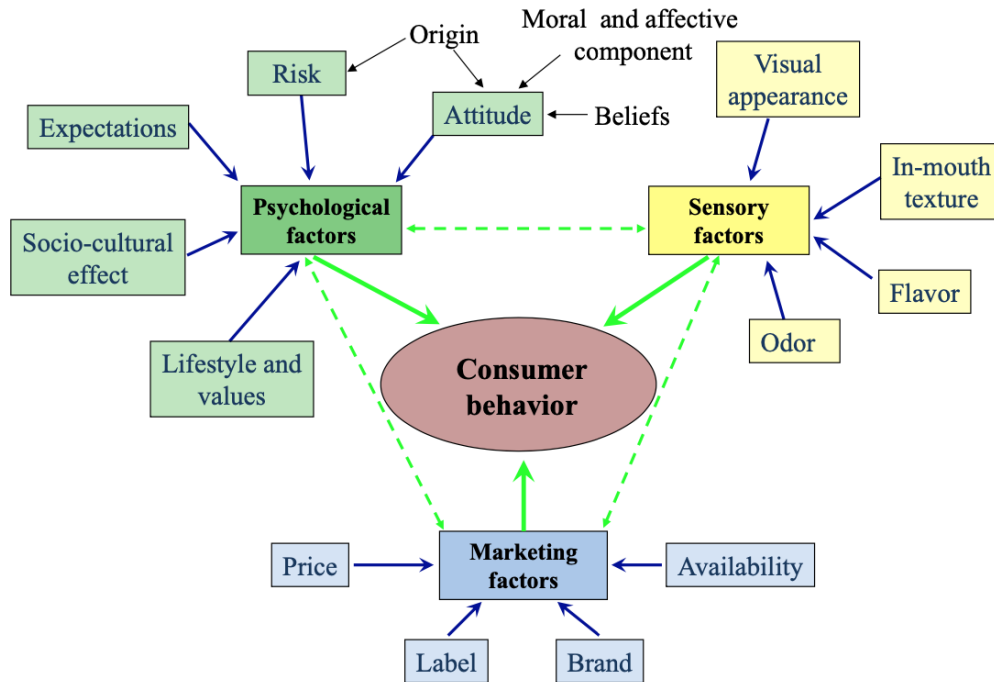 Moral and affective
component
Origin
Risk
Visual
appearance
Attitude
Beliefs
Expectations
In-mouth
texture
Psychological
factors
Sensory
factors
Socio-cultural
effect
Flavor
Odor
Lifestyle and
values
Consumer
behavior
Marketing
factors
Price
Availability
Label
Brand